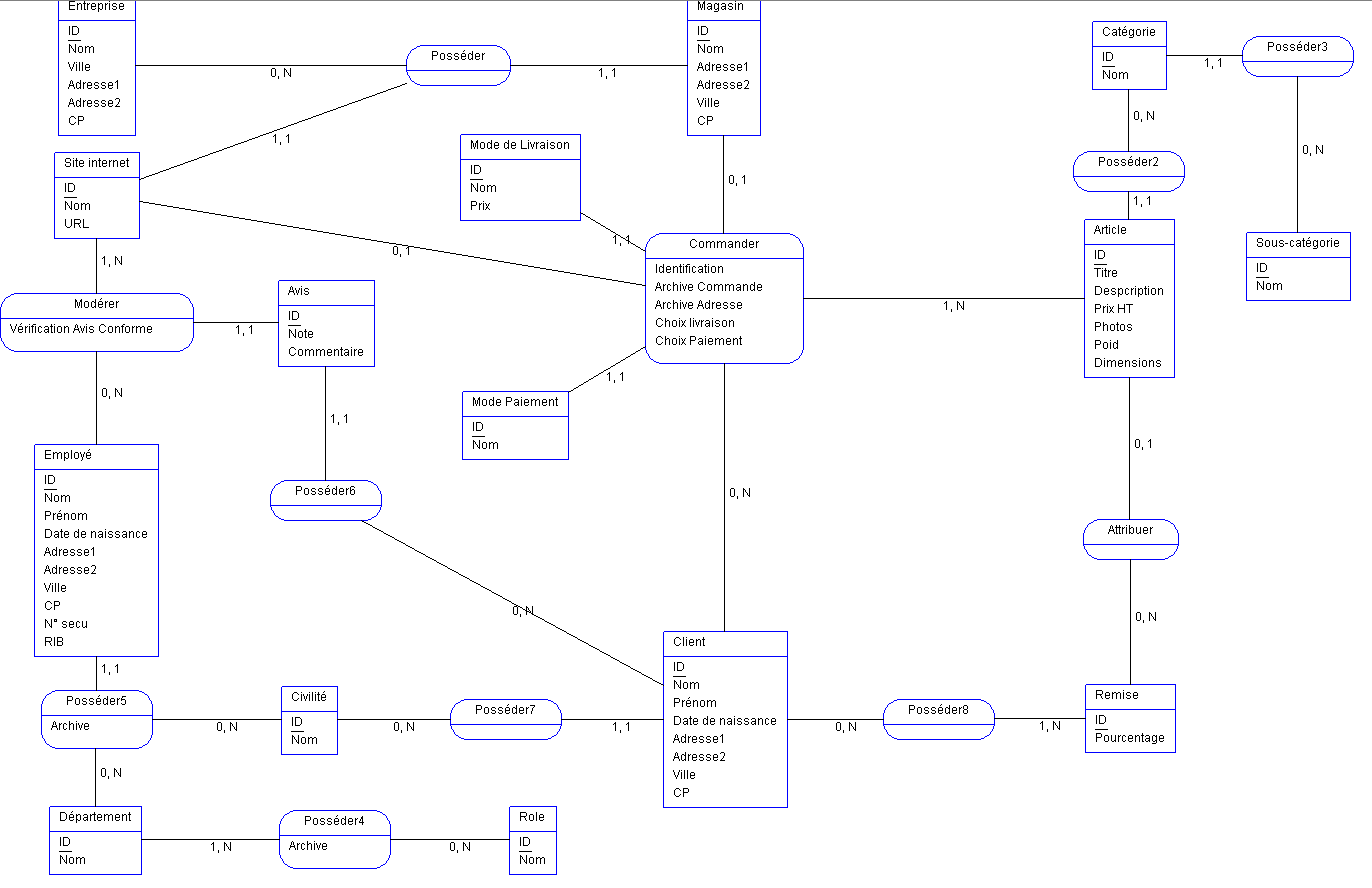 Entreprise
ID
Nom
Ville
Adresse1
Adresse2
CP
0, N
Posséder
1, 1
Magasin
ID
Nom
Adresse1
Adresse2
Ville
CP
Catégorie
ID
Nom
1, 1
Posséder3
0, N
0, N
Posséder2
1, 1
Sous-catégorie
ID
Nom
1, 1
Site internet
ID
Nom
URL
Mode de Livraison
ID
Nom
Prix
1, 1
0, 1
0, 1
Commander
Identification
Archive Commande
Archive Adresse
Choix livraison
Choix Paiement
1, N
Article
ID
Titre
Despcription
Prix HT
Photos
Poid
Dimensions
1, N
Modérer
Vérification Avis Conforme
1, 1
Avis
ID
Note
Commentaire
1, 1
Mode Paiement
ID
Nom
0, N
1, 1
0, 1
Employé
ID
Nom
Prénom
Date de naissance
Adresse1
Adresse2
Ville
CP
N° secu
RIB
Posséder6
0, N
0, N
Attribuer
0, N
1, 1
Posséder5
Archive
0, N
Civilité
ID
Nom
0, N
Posséder7
1, 1
Client
ID
Nom
Prénom
Date de naissance
Adresse1
Adresse2
Ville
CP
0, N
Posséder8
1, N
Remise
ID
Pourcentage
0, N
Département
ID
Nom
1, N
Posséder4
Archive
0, N
Role
ID
Nom